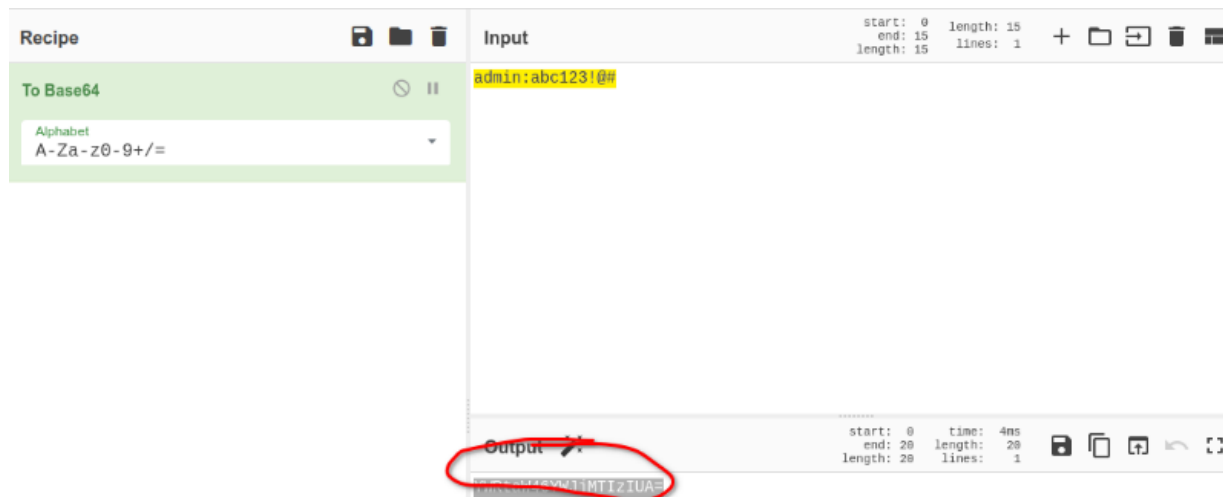 Recipe
Input
start: 0
end: 15
length: 15
length: 15
lines: 1
To Base64
admin:abc123!@#
Alphabet
A-Za-z0-9+/=
Output
start: 0
end: 20
length: 20
time: 4ms
length: 20
lines: 1